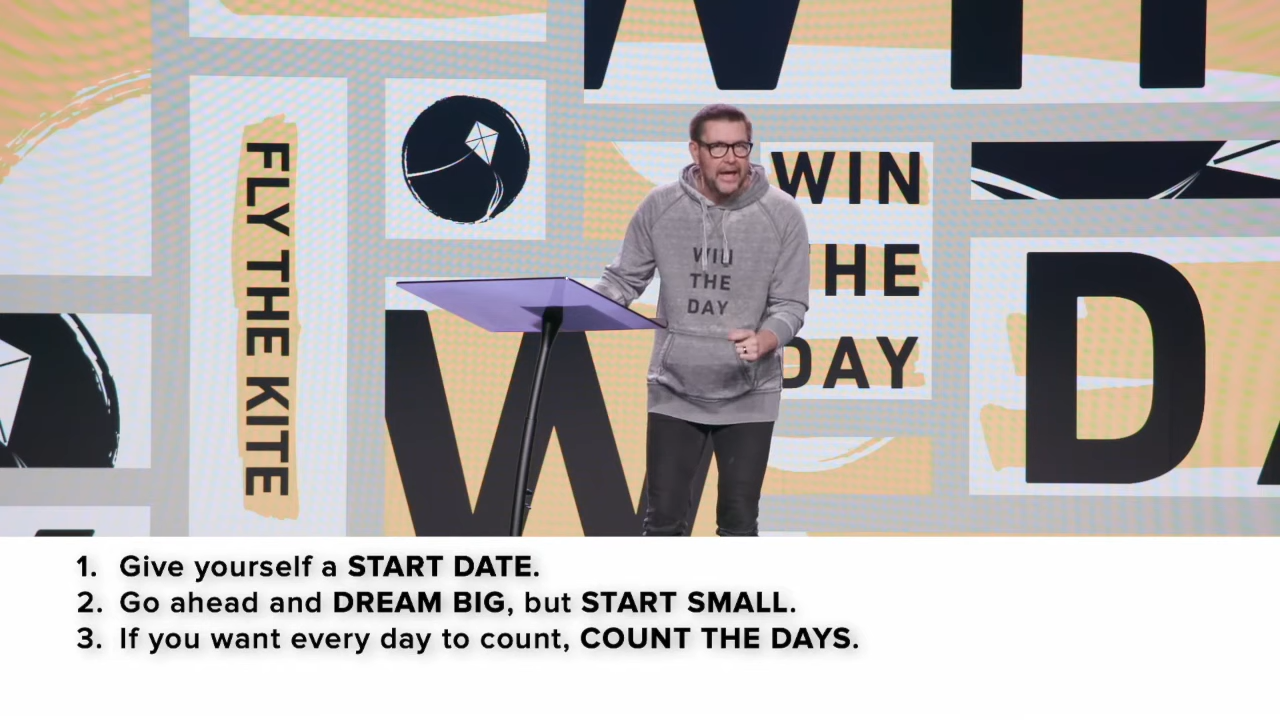 FLY THE KITE
WIN
THE
DAY
WIN
THE
DAY
W
D
1. Give yourself a START DATE.
2. Go ahead and DREAM BIG, but START SMALL.
3. If you want every day to count, COUNT THE DAYS.